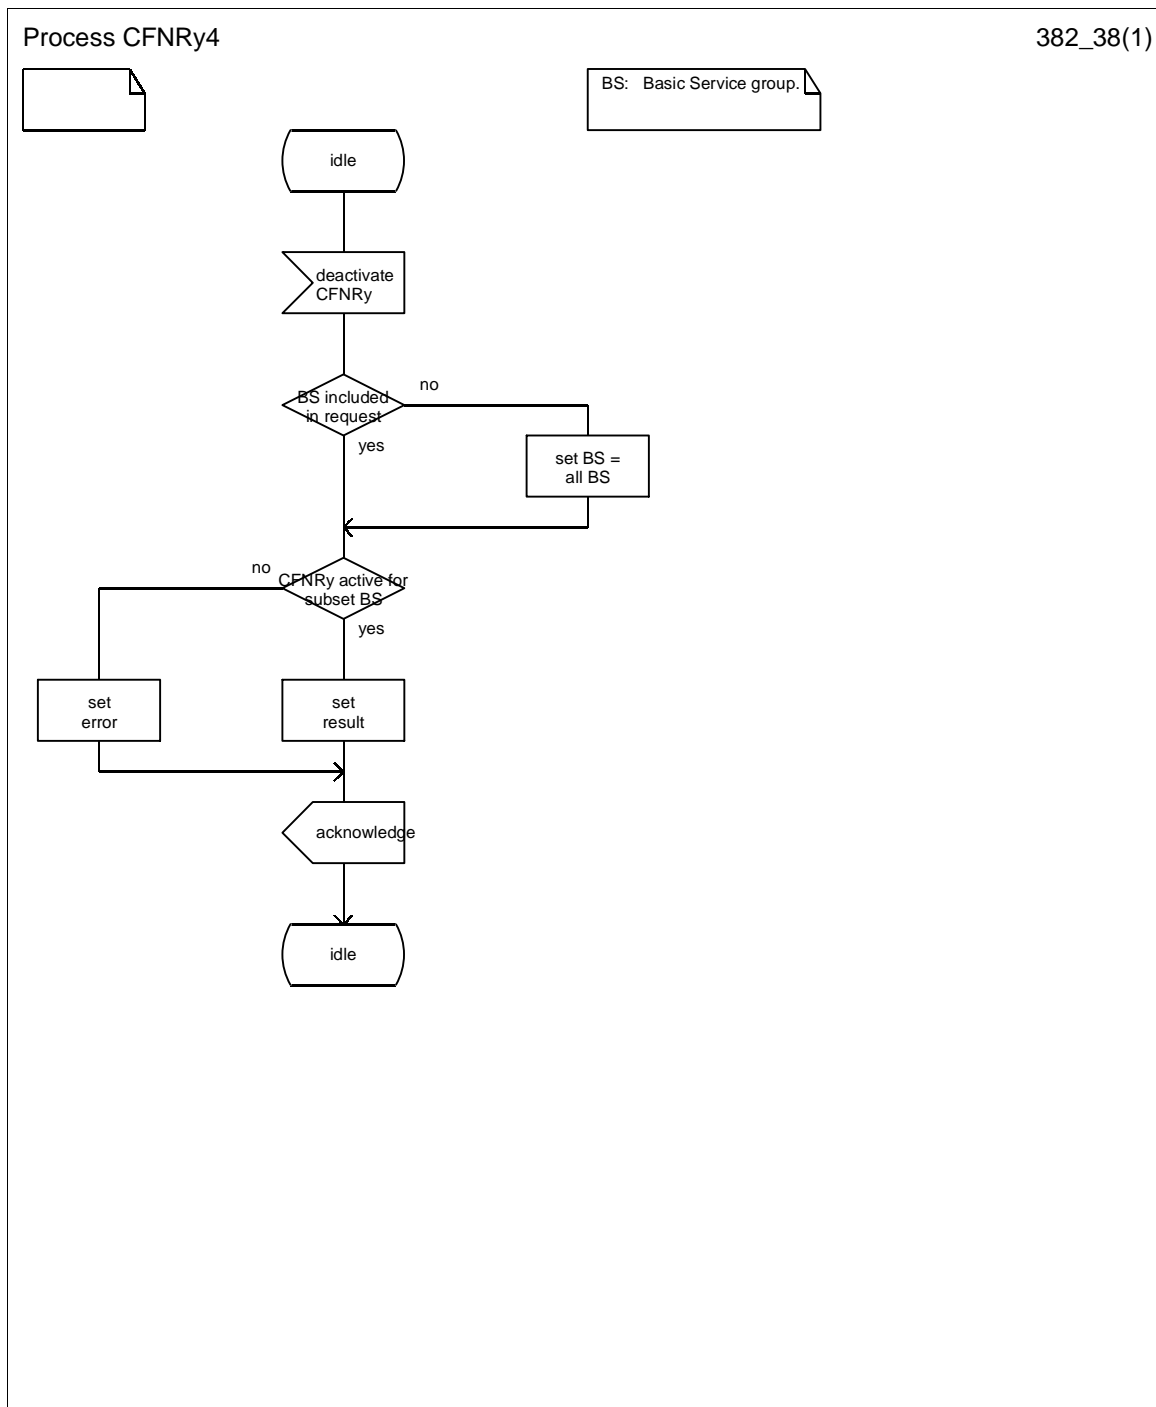 Process CFNRy4
382_38(1)
BS: Basic Service group.
idle
deactivate
CFNRy
BS included
in request
no
yes
set BS =
all BS
no
CFNRy active for
subset BS
yes
set
error
set
result
acknowledge
idle